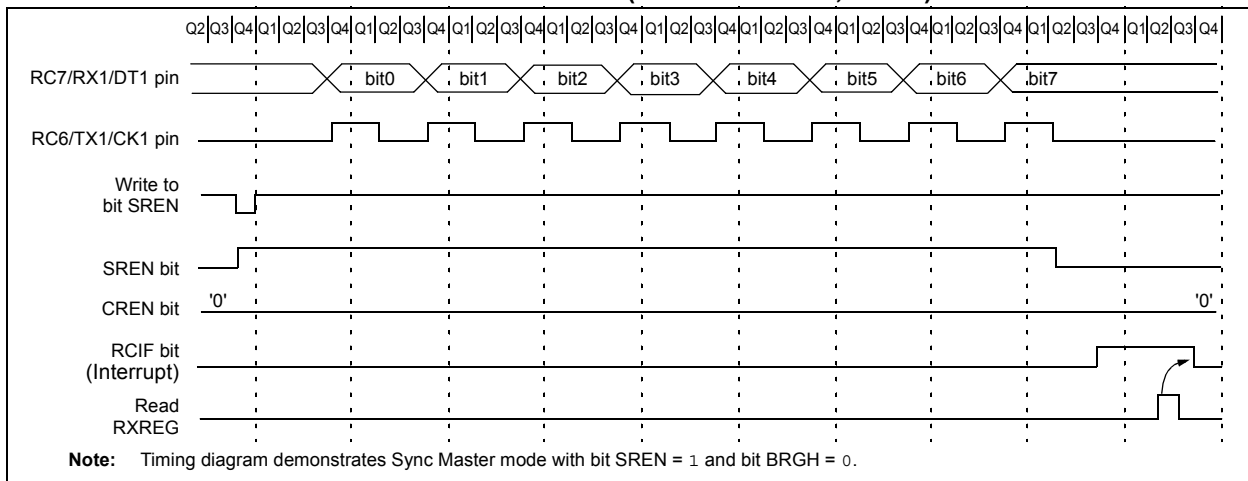 Q2 Q3 Q4 Q1 Q2 Q3 Q4 Q1 Q2 Q3 Q4 Q1 Q2 Q3 Q4 Q1 Q2 Q3 Q4 Q1 Q2 Q3 Q4 Q1 Q2 Q3 Q4 Q1 Q2 Q3 Q4 Q1 Q2 Q3 Q4 Q1 Q2 Q3 Q4 Q1 Q2 Q3 Q4
RC7/RX1/DT1 pin bit0 bit1 bit2 bit3 bit4 bit5 bit6 bit7
RC6/TX1/CK1 pin
Write to
bit SREN
SREN bit
CREN bit '0' '0'
RCIF bit
(Interrupt)
Read
RXREG
Note: Timing diagram demonstrates Sync Master mode with bit SREN = 1 and bit BRGH = 0.